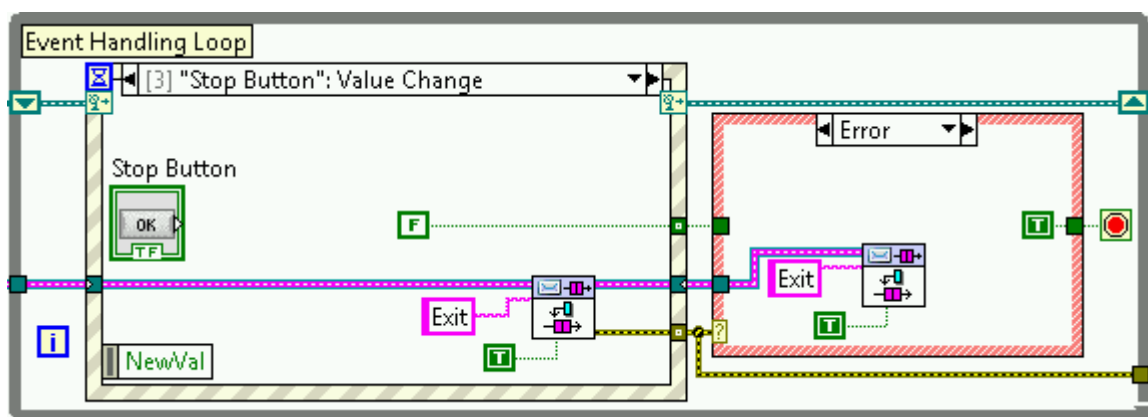 Event Handling Loop
[3] "Stop Button": Value Change
Error
Stop Button
OK
TF
F
T
Exit
Exit
T
i
NewVal
T
?